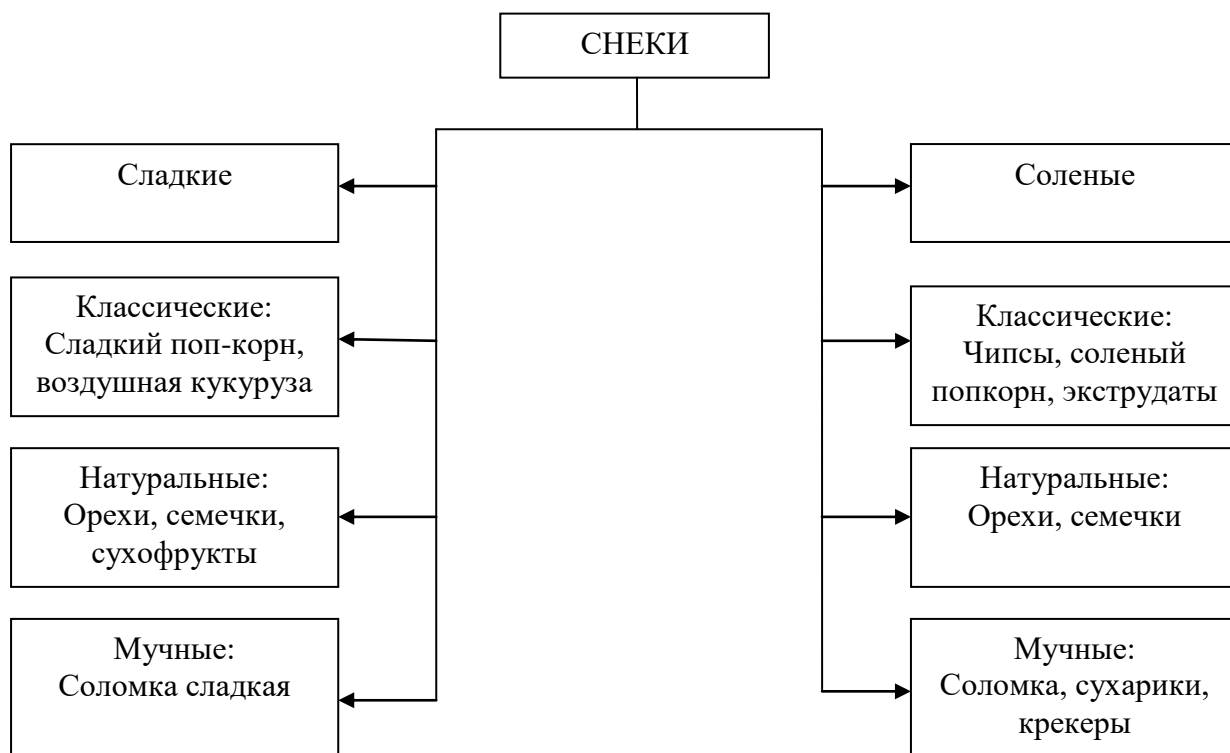 СНЕКИ
Сладкие
Соленые
Классические:
Сладкий поп-корн,
воздушная кукуруза
Классические:
Чипсы, соленый
попкорн, экструдаты
Натуральные:
Орехи, семечки,
сухофрукты
Натуральные:
Орехи, семечки
Мучные:
Соломка сладкая
Мучные:
Соломка, сухарики,
крекеры